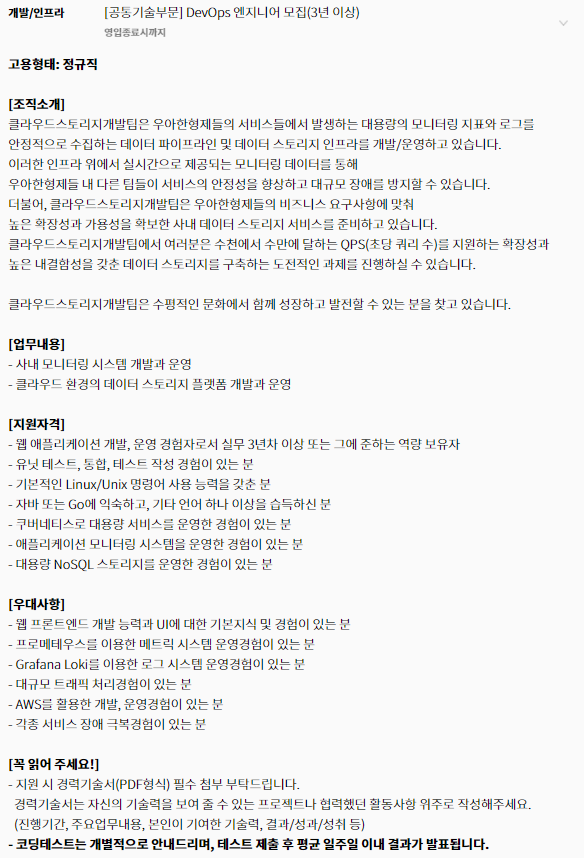 개발/인프라
[공통기술부문] DevOps 엔지니어 모집(3년 이상)
영입종료시까지
고용형태: 정규직
[조직소개]
클라우드스토리지개발팀은 우아한형제들의 서비스들에서 발생하는 대용량의 모니터링 지표와 로그를
안정적으로 수집하는 데이터 파이프라인 및 데이터 스토리지 인프라를 개발/운영하고 있습니다.
이러한 인프라 위에서 실시간으로 제공되는 모니터링 데이터를 통해
우아한형제들 내 다른 팀들이 서비스의 안정성을 향상하고 대규모 장애를 방지할 수 있습니다.
더불어, 클라우드스토리지개발팀은 우아한형제들의 비즈니스 요구사항에 맞춰
높은 확장성과 가용성을 확보한 사내 데이터 스토리지 서비스를 준비하고 있습니다.
클라우드스토리지개발팀에서 여러분은 수천에서 수만에 달하는 QPS(초당 쿼리 수)를 지원하는 확장성과
높은 내결함성을 갖춘 데이터 스토리지를 구축하는 도전적인 과제를 진행하실 수 있습니다.
클라우드스토리지개발팀은 수평적인 문화에서 함께 성장하고 발전할 수 있는 분을 찾고 있습니다.
[업무내용]
- 사내 모니터링 시스템 개발과 운영
- 클라우드 환경의 데이터 스토리지 플랫폼 개발과 운영
[지원자격]
- 웹 애플리케이션 개발, 운영 경험자로서 실무 3년차 이상 또는 그에 준하는 역량 보유자
- 유닛 테스트, 통합, 테스트 작성 경험이 있는 분
- 기본적인 Linux/Unix 명령어 사용 능력을 갖춘 분
- 자바 또는 Go에 익숙하고, 기타 언어 하나 이상을 습득하신 분
- 쿠버네티스로 대용량 서비스를 운영한 경험이 있는 분
- 애플리케이션 모니터링 시스템을 운영한 경험이 있는 분
- 대용량 NoSQL 스토리지를 운영한 경험이 있는 분
[우대사항]
- 웹 프론트엔드 개발 능력과 UI에 대한 기본지식 및 경험이 있는 분
- 프로메테우스를 이용한 메트릭 시스템 운영경험이 있는 분
- Grafana Loki를 이용한 로그 시스템 운영경험이 있는 분
- 대규모 트래픽 처리경험이 있는 분
- AWS를 활용한 개발, 운영경험이 있는 분
- 각종 서비스 장애 극복경험이 있는 분
[꼭 읽어 주세요!]
- 지원 시 경력기술서(PDF형식) 필수 첨부 부탁드립니다.
경력기술서는 자신의 기술력을 보여 줄 수 있는 프로젝트나 협력했던 활동사항 위주로 작성해주세요.
(진행기간, 주요업무내용, 본인이 기여한 기술력, 결과/성과/성취 등)
- 코딩테스트는 개별적으로 안내드리며, 테스트 제출 후 평균 일주일 이내 결과가 발표됩니다.